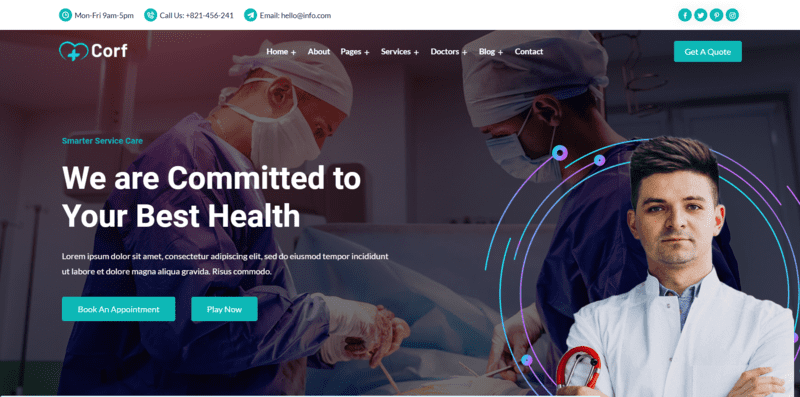 Mon-Fri 9am-5pm
Call Us: +821-456-241
Email: hello@info.com
Corf
Home +
About
Pages +
Services +
Doctors +
Blog +
Contact
Get A Quote
Smarter Service Care
We are Committed to
Your Best Health
Lorem ipsum dolor sit amet, consectetur adipiscing elit, sed do eiusmod tempor incididunt
ut labore et dolore magna aliqua gravida. Risus commodo.
Book An Appointment
Play Now